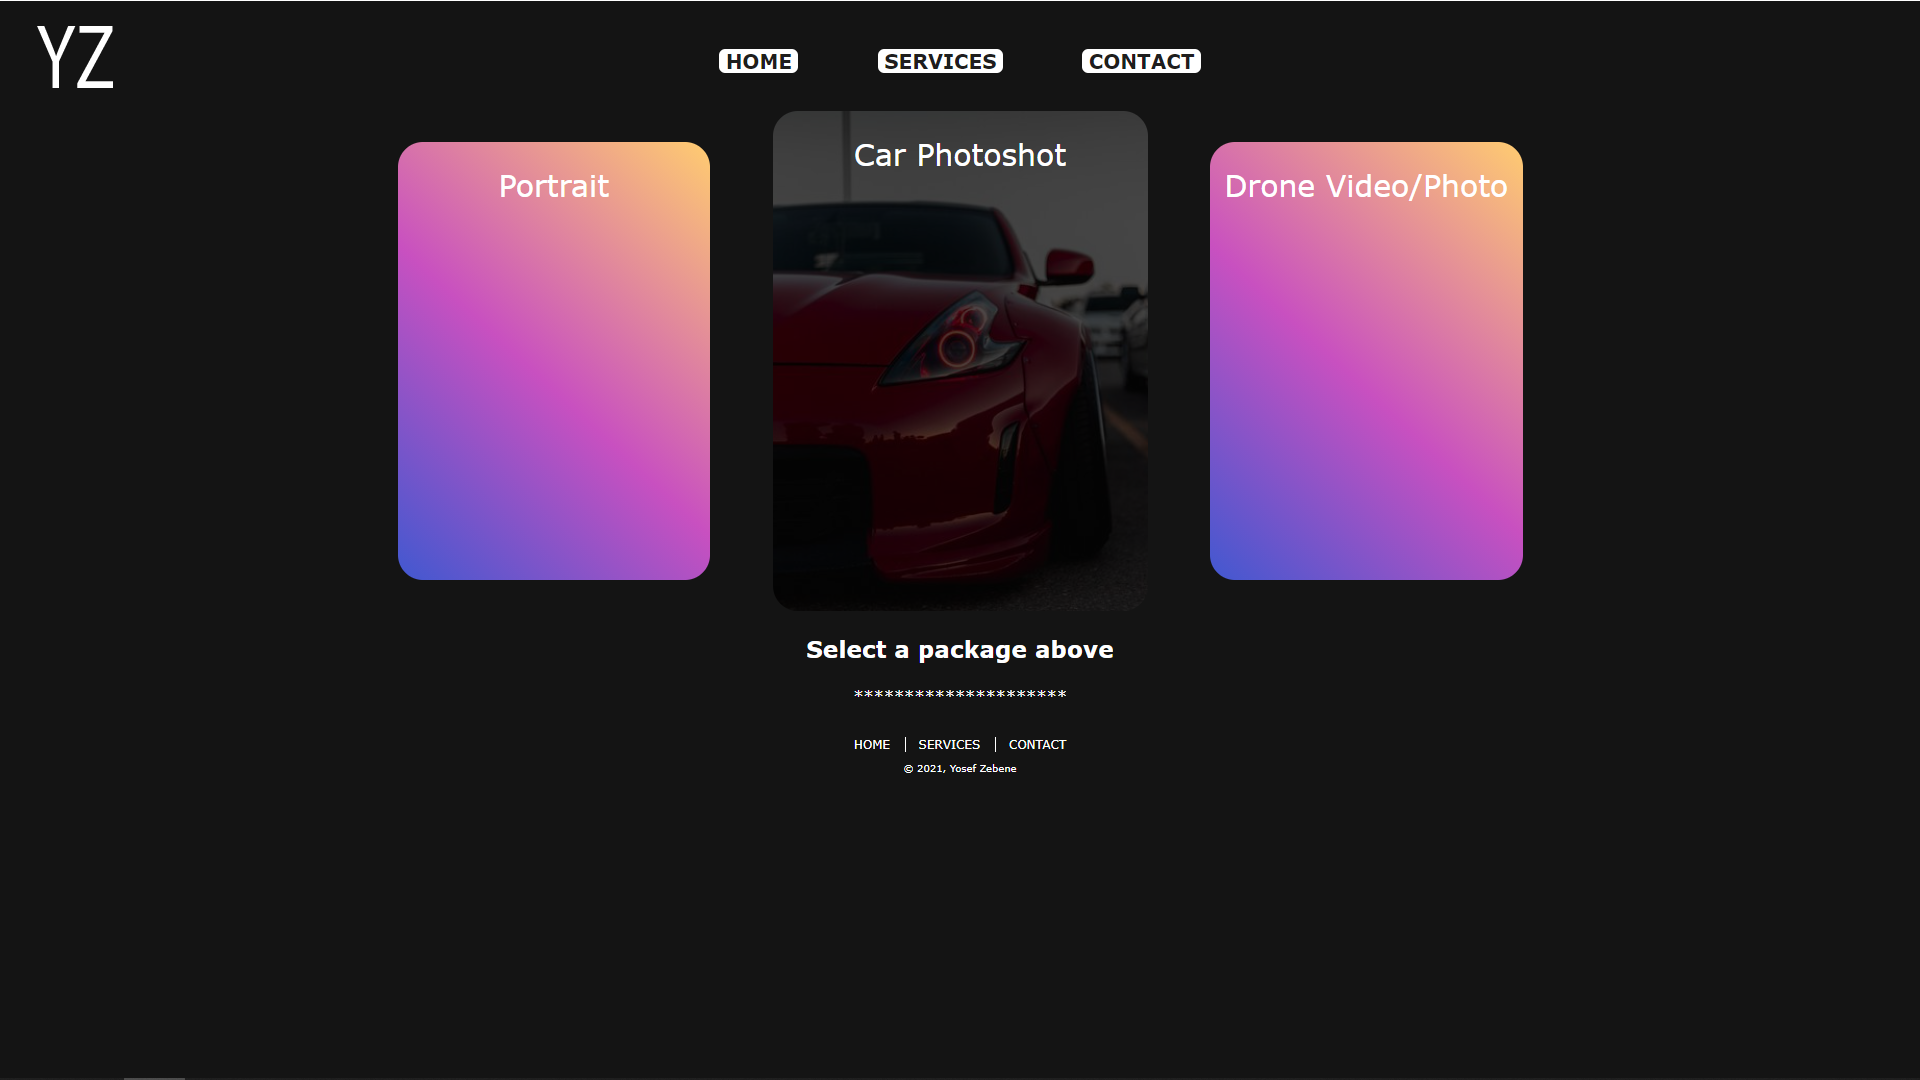 YZ
HOME SERVICES CONTACT
Portrait
Car Photoshot
Drone Video/Photo
Select a package above
*********************
HOME | SERVICES | CONTACT
© 2021, Yosef Zebene